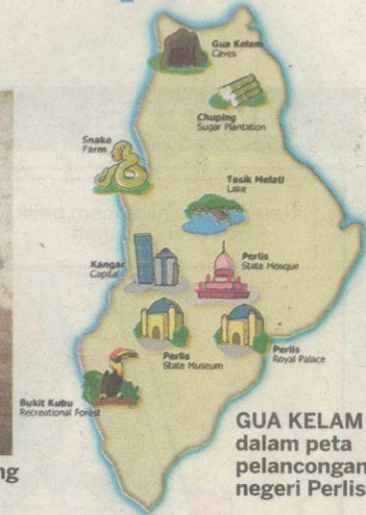 Gua Kelam
Caves
Chuping
Sugar Plantation
Snake
Farm
Tasik Melati
Lake
Kangar
Capital
Perlis
State Mosque
Perlis
State Museum
Perlis
Royal Palace
Bukit Kubu
Recreational Forest
GUA KELAM
dalam peta
pelancongan
negeri Perlis